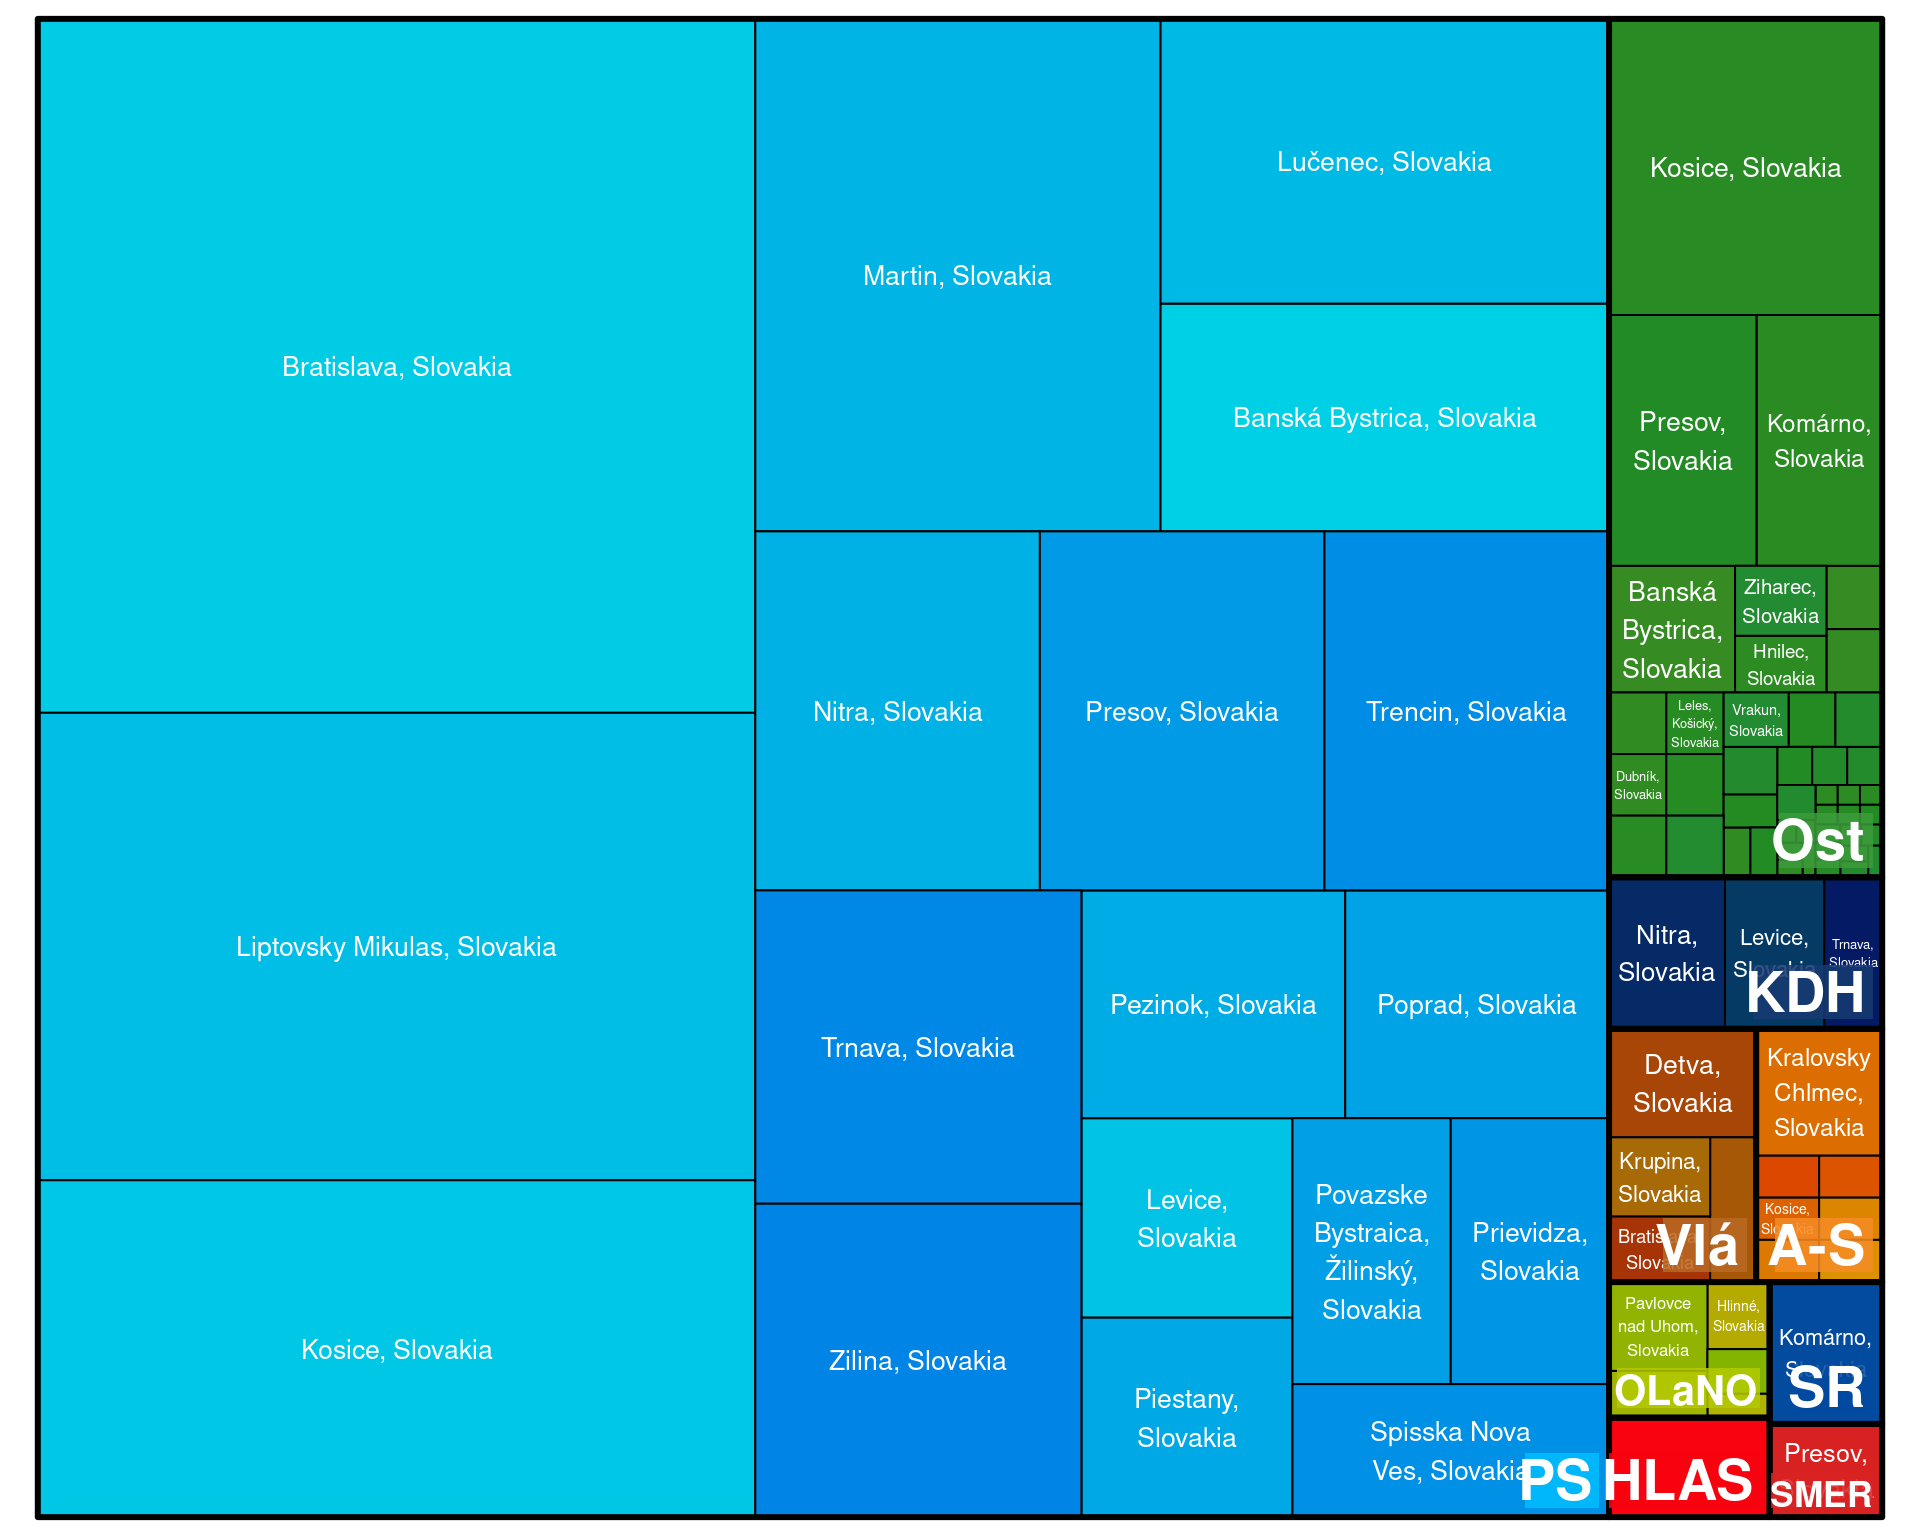 Bratislava, Slovakia
Liptovsky Mikulas, Slovakia
Kosice, Slovakia
Martin, Slovakia
Lučenec, Slovakia
Banská Bystrica, Slovakia
Nitra, Slovakia
Presov, Slovakia
Trencin, Slovakia
Trnava, Slovakia
Zilina, Slovakia
Pezinok, Slovakia
Poprad, Slovakia
Levice,
Slovakia
Piestany,
Slovakia
Povazske
Bystraica,
Žilinský,
Slovakia
Prievidza,
Slovakia
Spisska Nova
Ves, Slovakia
PS
Kosice, Slovakia
Presov,
Slovakia
Komárno,
Slovakia
Banská
Bystrica,
Slovakia
Ziharec,
Slovakia
Hnilec,
Slovakia
Leles,
Košický,
Slovakia
Vrakun,
Slovakia
Dubník,
Slovakia
Ost
Nitra,
Slovakia
Levice,
Slovakia
Trnava,
Slovakia
KDH
Detva,
Slovakia
Krupina,
Slovakia
Bratislava,
Slovakia
Vlá
Kralovsky
Chlmec,
Slovakia
Kosice,
Slovakia
A-S
Pavlovce
nad Uhom,
Slovakia
Hlinné,
Slovakia
OLaNO
Komárno,
Slovakia
SR
HLAS
Presov,
SMER